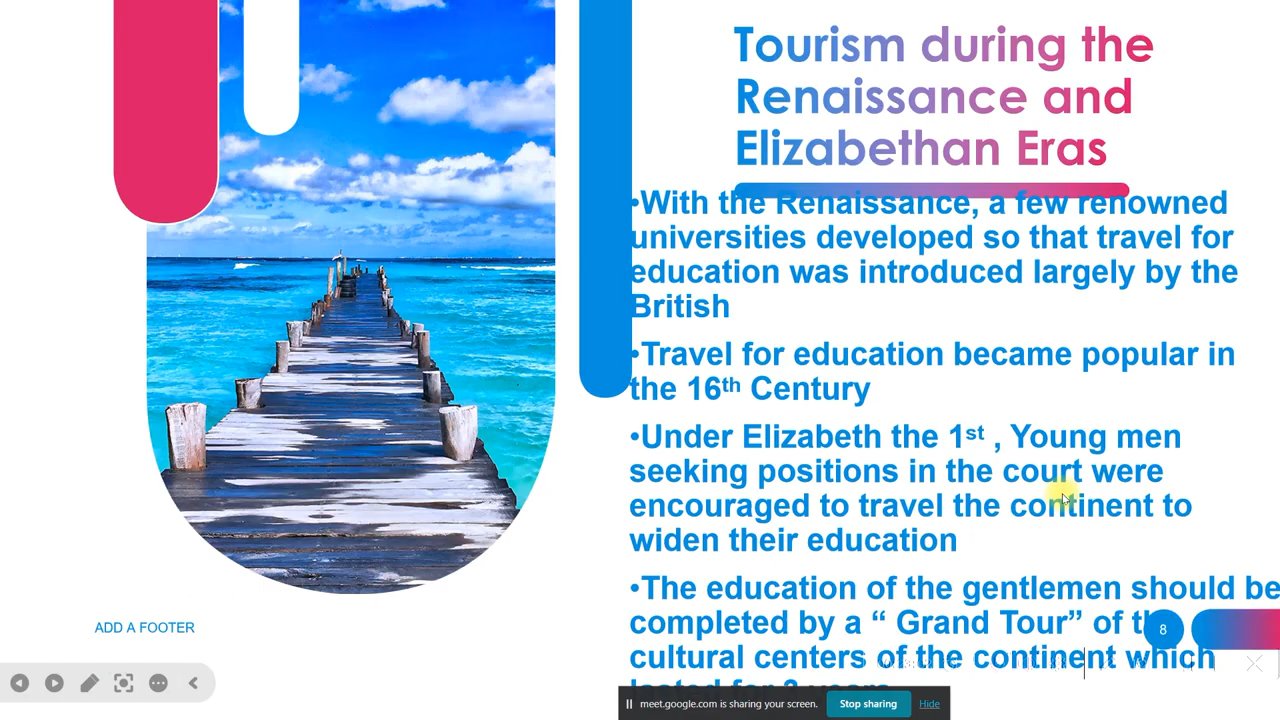 Tourism during the
Renaissance and
Elizabethan Eras
•With the Renaissance, a few renowned
universities developed so that travel for
education was introduced largely by the
British
•Travel for education became popular in
the 16th Century
•Under Elizabeth the 1st , Young men
seeking positions in the court were
encouraged to travel the continent to
widen their education
•The education of the gentlemen should be
completed by a “ Grand Tour” of
cultural centers of the continent which
ADD A FOOTER
8
meet.google.com is sharing your screen.
Stop sharing
Hide